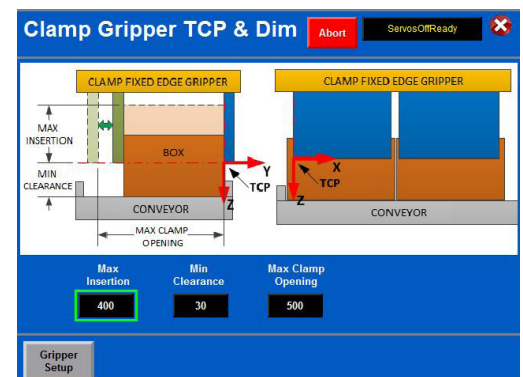 Clamp Gripper TCP & Dim
Abort
ServosOffReady
CLAMP FIXED EDGE GRIPPER
MAX
INSERTION
BOX
MIN
CLEARANCE
Y
TCP
Z
CONVEYOR
MAX CLAMP
OPENING
CLAMP FIXED EDGE GRIPPER
X
TCP
Z
CONVEYOR
Max
Insertion
Min
Clearance
Max Clamp
Opening
400
30
500
Gripper
Setup